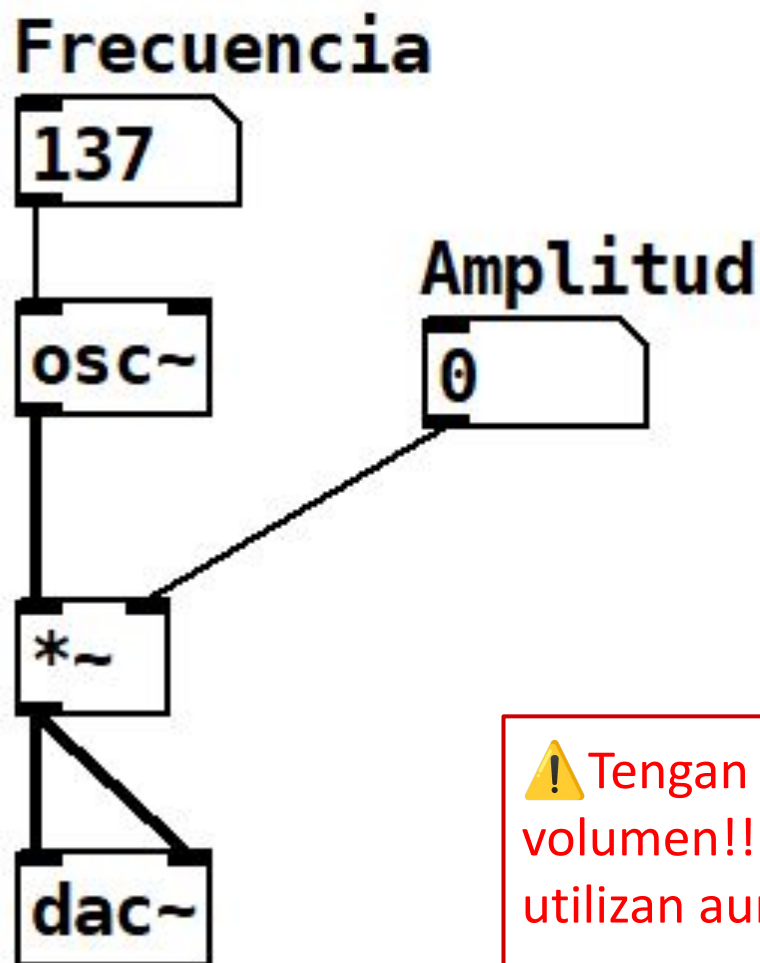 Frecuencia
137
osc~
Amplitud
0
*~
dac~
⚠️Tengan
volumen!!
utilizan